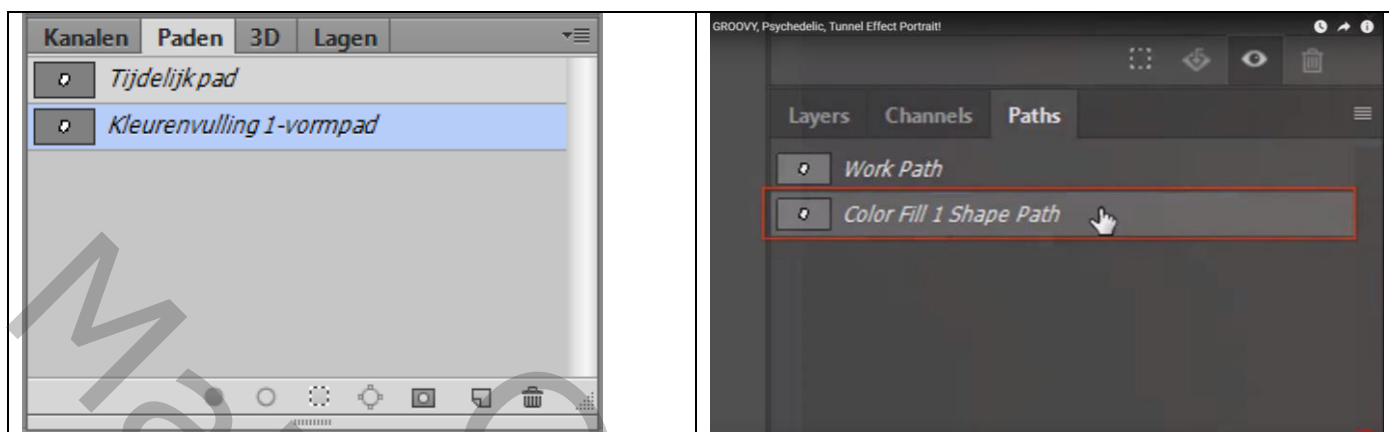 Kanalen Paden 3D Lagen
Tijdelijk pad
Kleurenvulling 1-vormpad
GROOVY, Psychedelic, Tunnel Effect Portrait!
Layers Channels Paths
Work Path
Color Fill 1 Shape Path